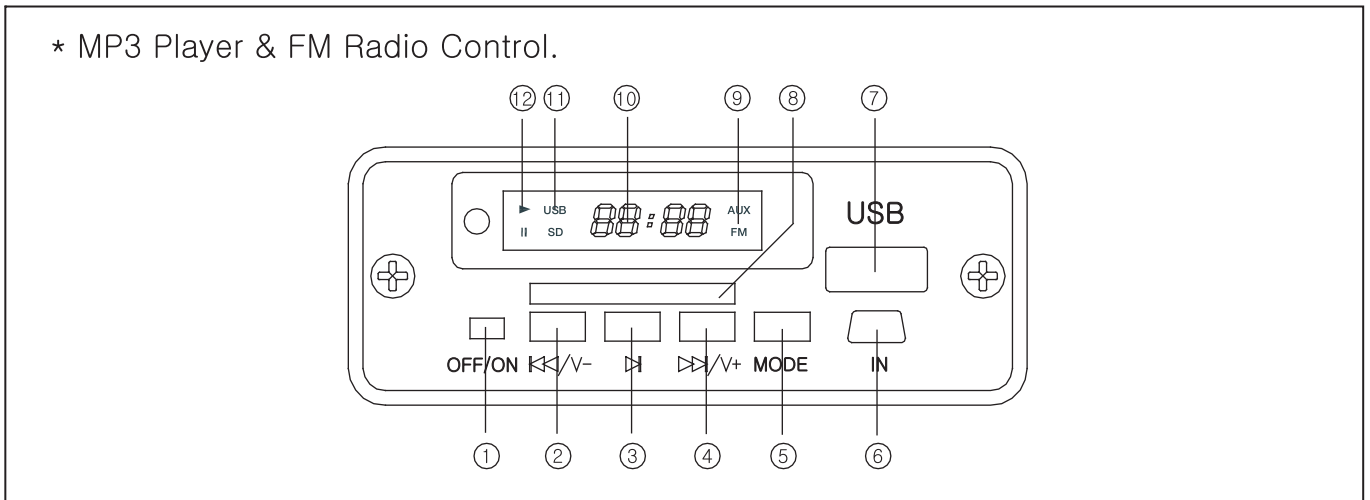 * MP3 Player & FM Radio Control.
⑫ ⑪ ⑩ ⑨ ⑧ ⑦
► USB 88:88 AUX USB
II SD FM
OFF/ON |◁◁/V- ▷| ▷▷|/V+ MODE IN
① ② ③ ④ ⑤ ⑥